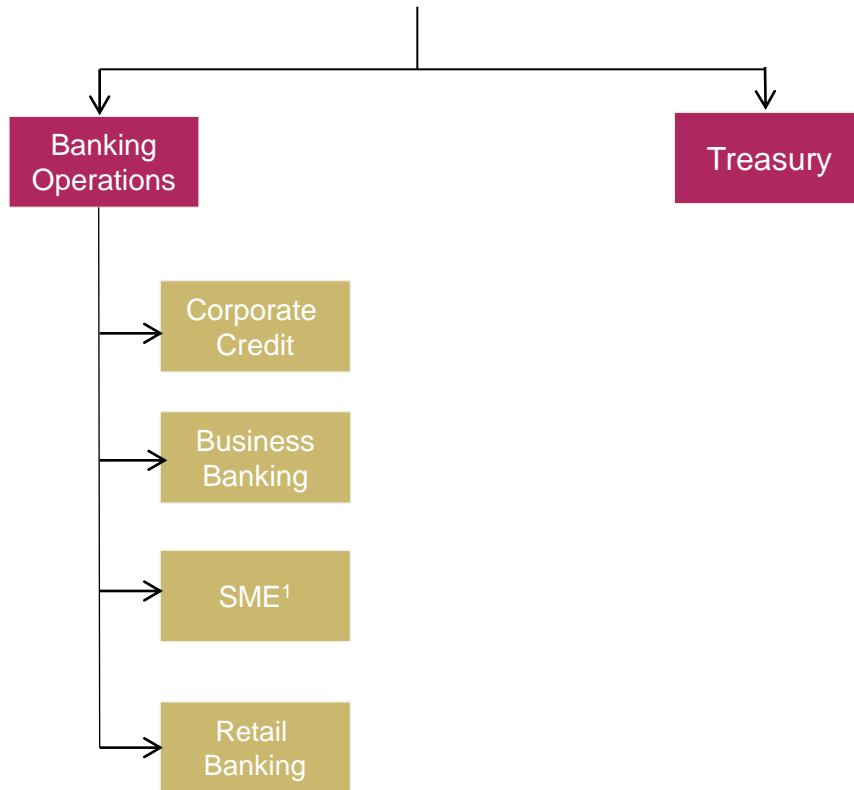 Banking
Operations
Treasury
Corporate
Credit
Business
Banking
SME¹
Retail
Banking